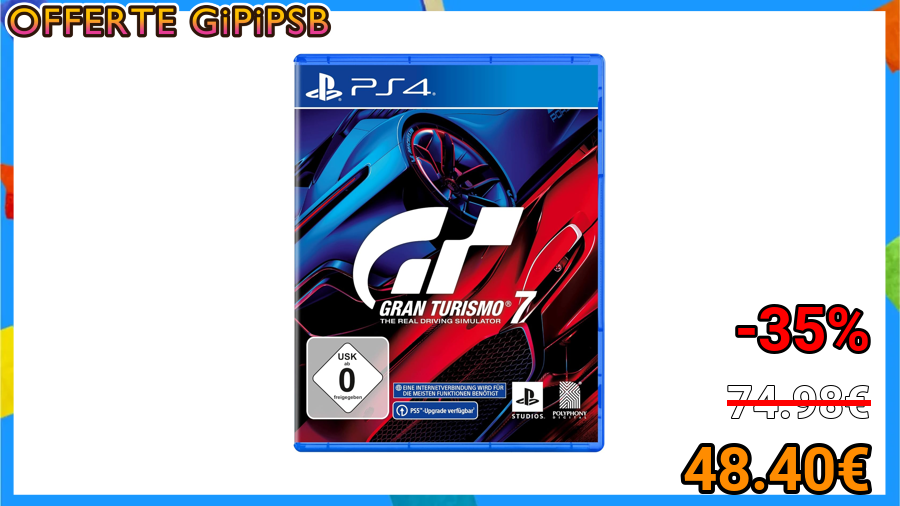 OFFERTE GiPiPSB
PS4
GRAN TURISMO® 7
THE REAL DRIVING SIMULATOR
USK
ab
0
freigegeben
EINE INTERNETVERBINDUNG WIRD FÜR
DIE MEISTEN FUNKTIONEN BENÖTIGT
PS5™-Upgrade verfügbar
STUDIOS
POLYPHONY
DIGITAL
-35%
74.98€
48.40€